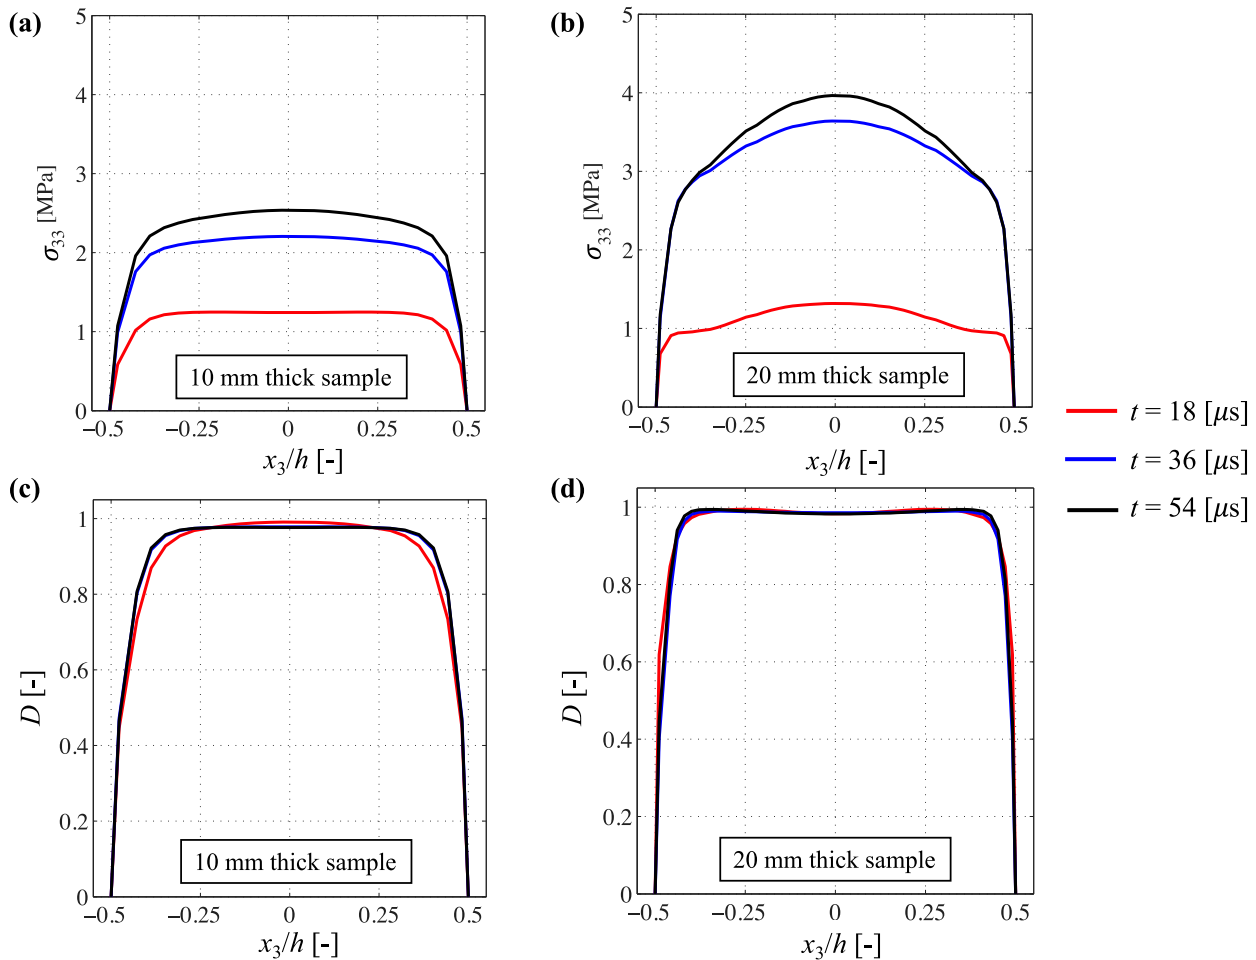 (a)
5
4
3
2
1
0
σ33 [MPa]
10 mm thick sample
−0.5
−0.25
0
0.25
0.5
x3/h [-]
(b)
5
4
3
2
1
0
σ33 [MPa]
20 mm thick sample
−0.5
−0.25
0
0.25
0.5
x3/h [-]
t = 18 [μs]
t = 36 [μs]
t = 54 [μs]
(c)
1
0.8
0.6
0.4
0.2
0
D [-]
10 mm thick sample
−0.5
−0.25
0
0.25
0.5
x3/h [-]
(d)
1
0.8
0.6
0.4
0.2
0
D [-]
20 mm thick sample
−0.5
−0.25
0
0.25
0.5
x3/h [-]